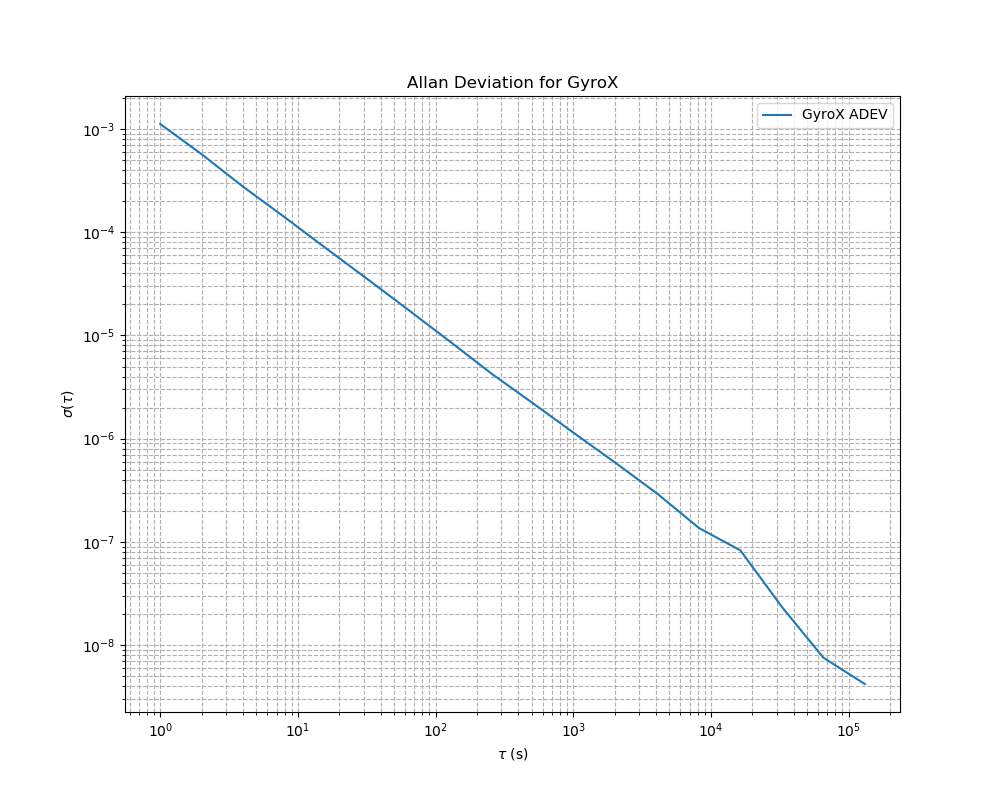 Allan Deviation for GyroX
GyroX ADEV
10⁻³
10⁻⁴
10⁻⁵
10⁻⁶
10⁻⁷
10⁻⁸
σ(τ)
10⁰ 10¹ 10² 10³ 10⁴ 10⁵
τ (s)